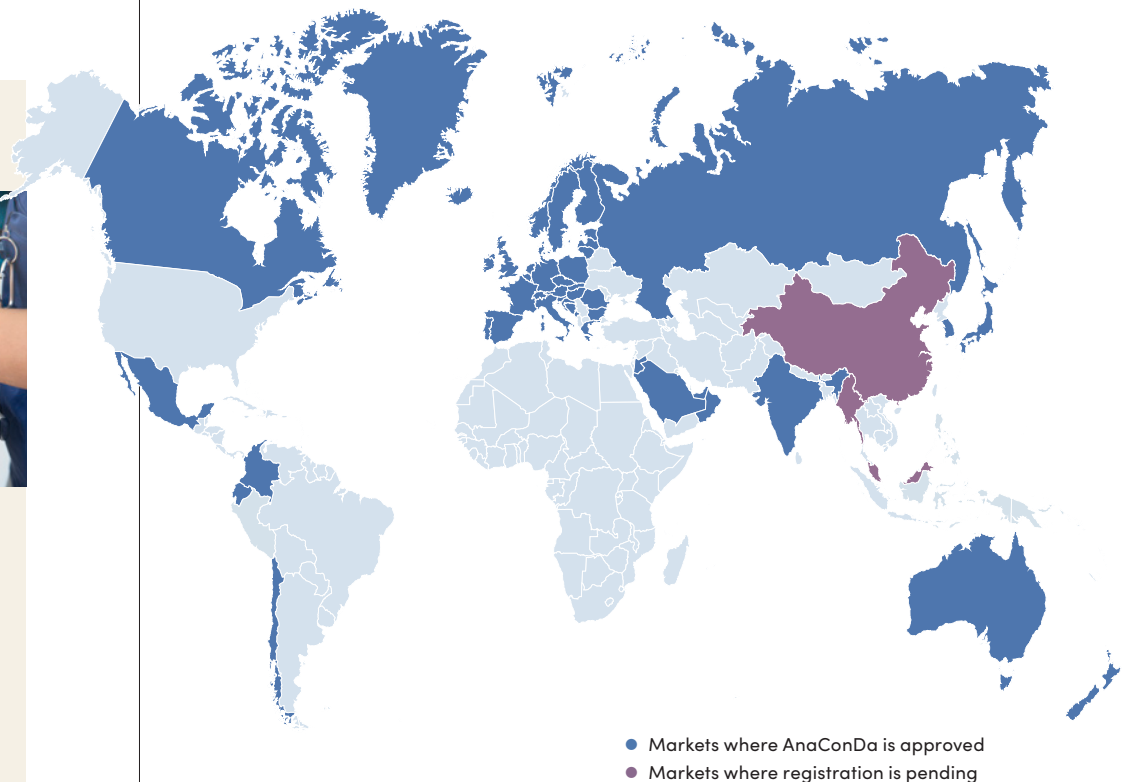 Markets where AnaConDa is approved
Markets where registration is pending